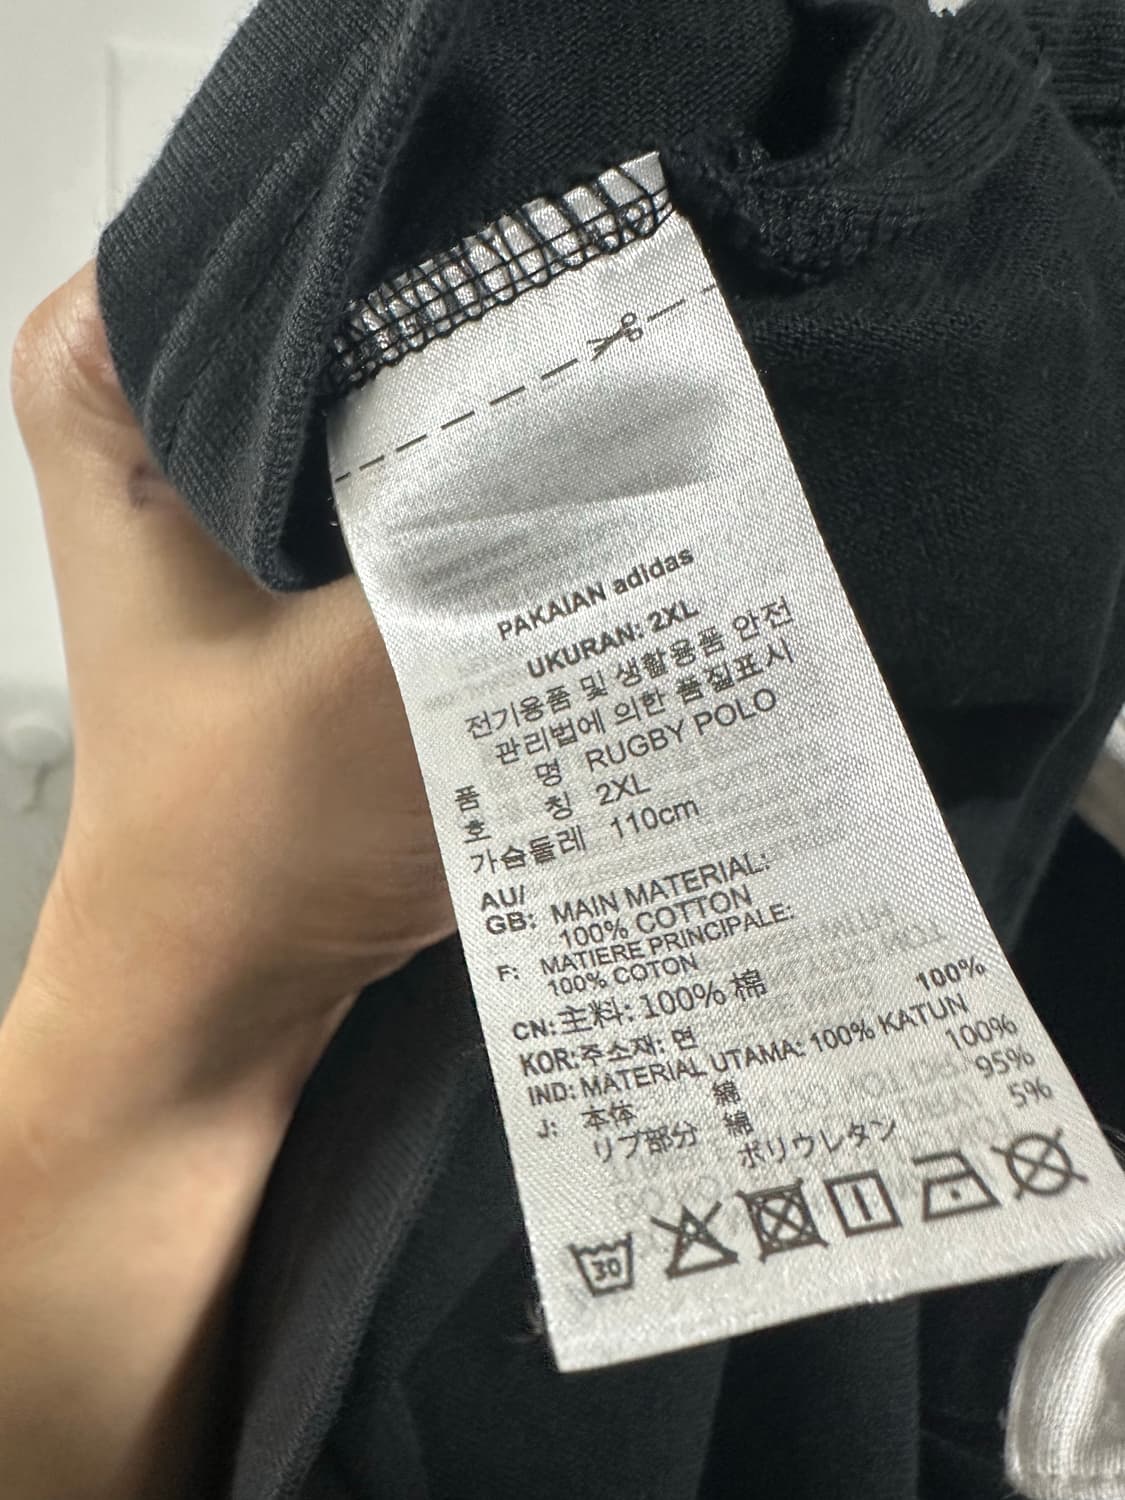 PAKAIAN adidas
UKURAN: 2XL
전기용품 및 생활용품 안전
관리법에 의한 품질표시
품 명 RUGBY POLO
호 칭 2XL
가슴둘레 110cm
AU/
GB: MAIN MATERIAL:
100% COTTON
F: MATIERE PRINCIPALE:
100% COTON
CN: 主料: 100% 棉
KOR: 주소재: 면 100%
IND: MATERIAL UTAMA: 100% KATUN
J: 本体 綿 100%
リブ部分 綿 95%
ポリウレタン 5%
30